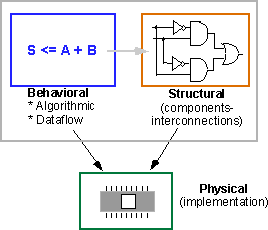 S <= A + B
Behavioral
* Algorithmic
* Dataflow
Structural
(components-
interconnections)
Physical
(implementation)